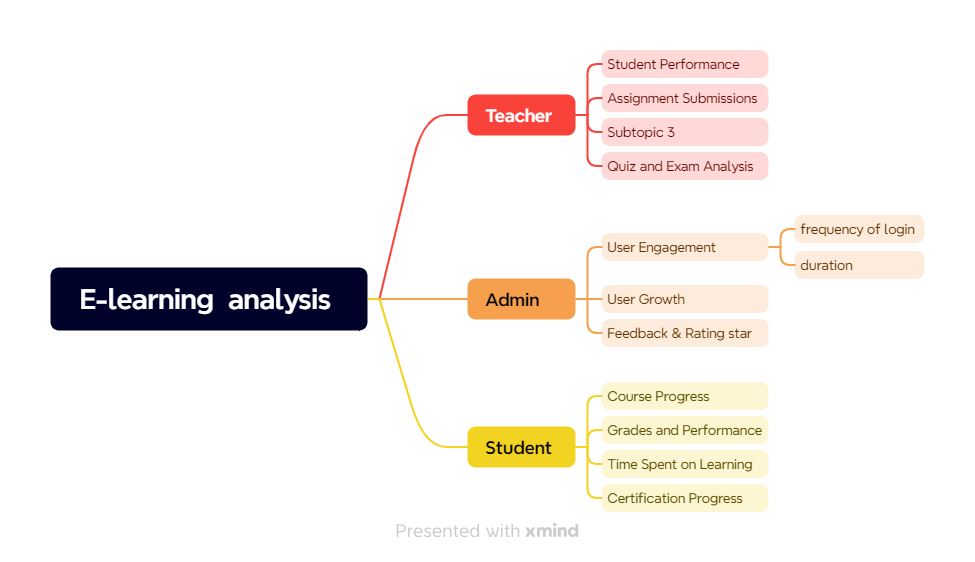 E-learning analysis
Teacher
Student Performance
Assignment Submissions
Subtopic 3
Quiz and Exam Analysis
Admin
User Engagement
frequency of login
duration
User Growth
Feedback & Rating star
Student
Course Progress
Grades and Performance
Time Spent on Learning
Certification Progress
Presented with xmind